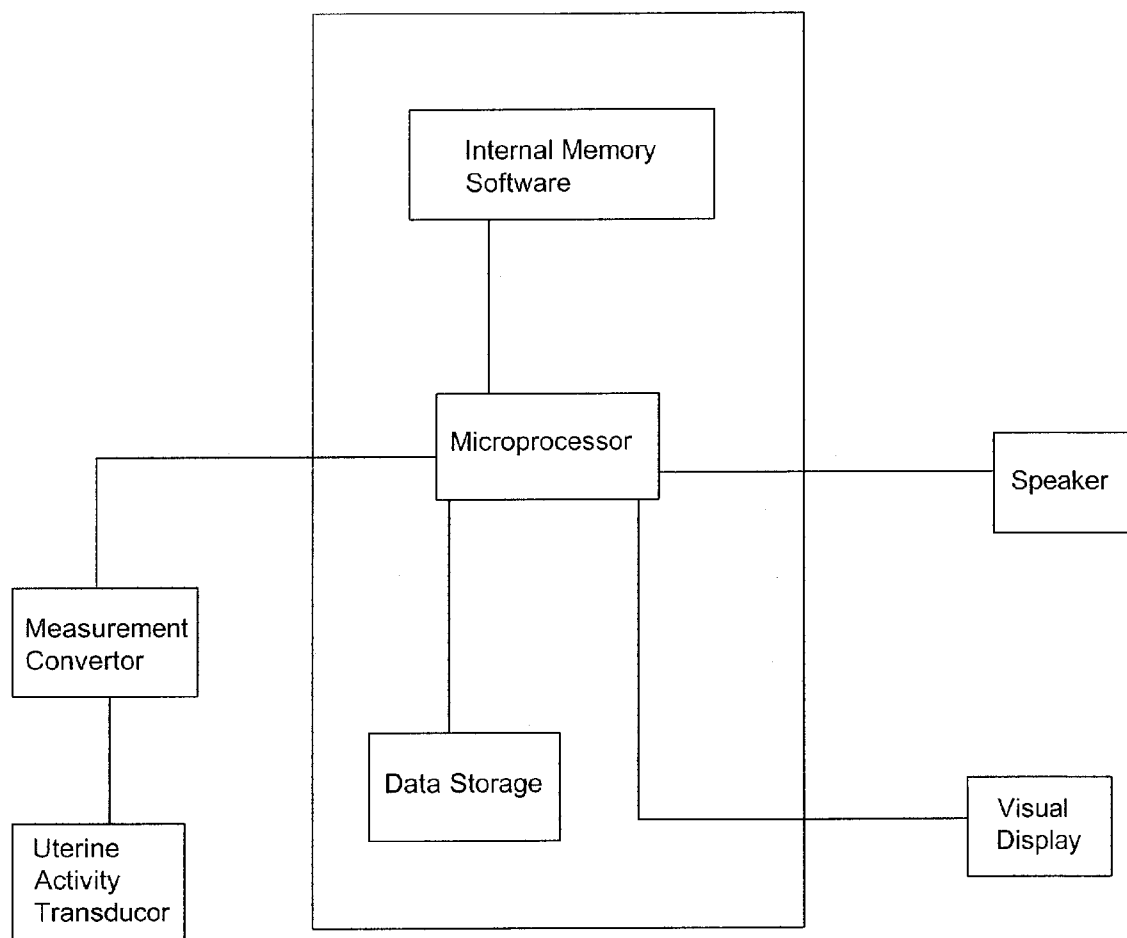 Internal Memory
Software
Microprocessor
Speaker
Measurement
Convertor
Data Storage
Visual
Display
Uterine
Activity
Transducor